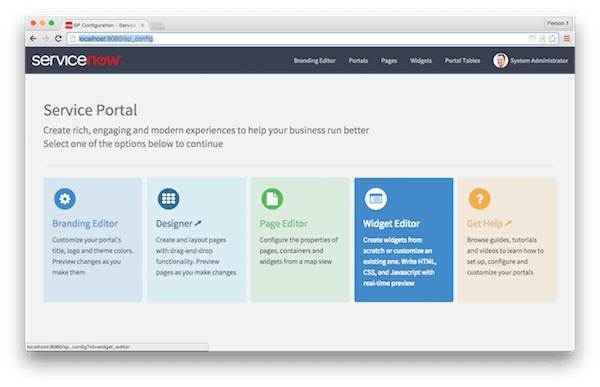 SP Configuration - Service
Person 1
localhost:8080/sp_config
servicenow
Branding Editor Portals Pages Widgets Portal Tables System Administrator
Service Portal
Create rich, engaging and modern experiences to help your business run better
Select one of the options below to continue
Branding Editor
Customize your portal's
title, logo and theme colors.
Preview changes as you
make them
Designer
Create and layout pages
with drag-and-drop
functionality. Preview
pages as you make changes
Page Editor
Configure the properties
of pages, containers and
widgets from a map view
Widget Editor
Create widgets from
scratch or customize an
existing one. Write HTML,
CSS, and Javascript with
real-time preview
?
Get Help
Browse guides, tutorials
and videos to learn how to
set up, configure and
customize your portals
localhost:8080/sp_config?id=widget_editor